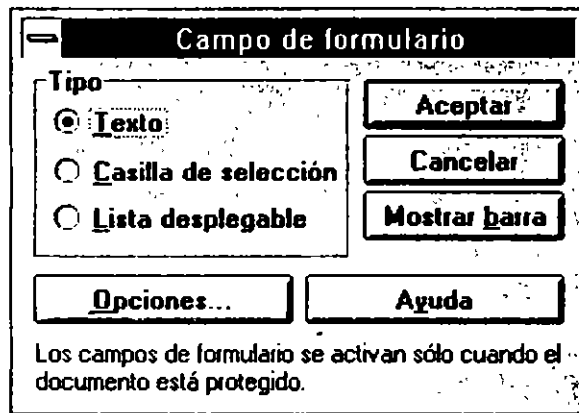 Campo de formulario
Tipo
Texto
Casilla de selección
Lista desplegable
Aceptar
Cancelar
Mostrar barra
Opciones...
Ayuda
Los campos de formulario se activan sólo cuando el
documento está protegido.